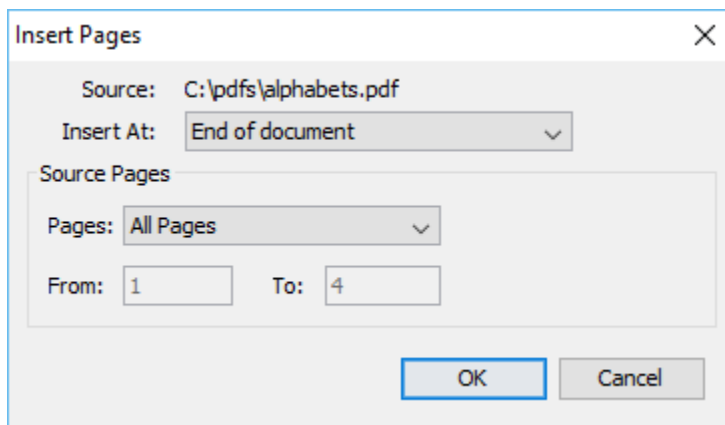 Insert Pages
Source: C:\pdfs\alphabets.pdf
Insert At: End of document
Source Pages
Pages: All Pages
From: 1 To: 4
OK Cancel